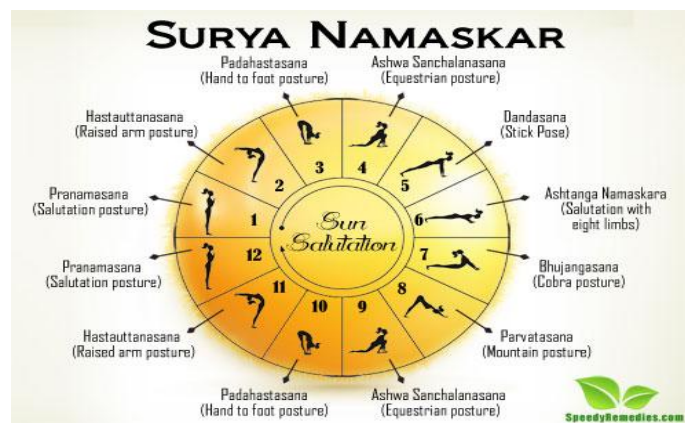 SURYA NAMASKAR
Padahastasana
(Hand to foot posture)
Ashwa Sanchalanasana
(Equestrian posture)
Hastauttanasana
(Raised arm posture)
Dandasana
(Stick Pose)
Pranamasana
(Salutation posture)
Ashtanga Namaskara
(Salutation with
eight limbs)
Pranamasana
(Salutation posture)
Bhujangasana
(Cobra posture)
Hastauttanasana
(Raised arm posture)
Parvatasana
(Mountain posture)
Padahastasana
(Hand to foot posture)
Ashwa Sanchalanasana
(Equestrian posture)
1
2
3
4
5
6
7
8
9
10
11
12
Sun
Salutation
SpeedyRemedies.com